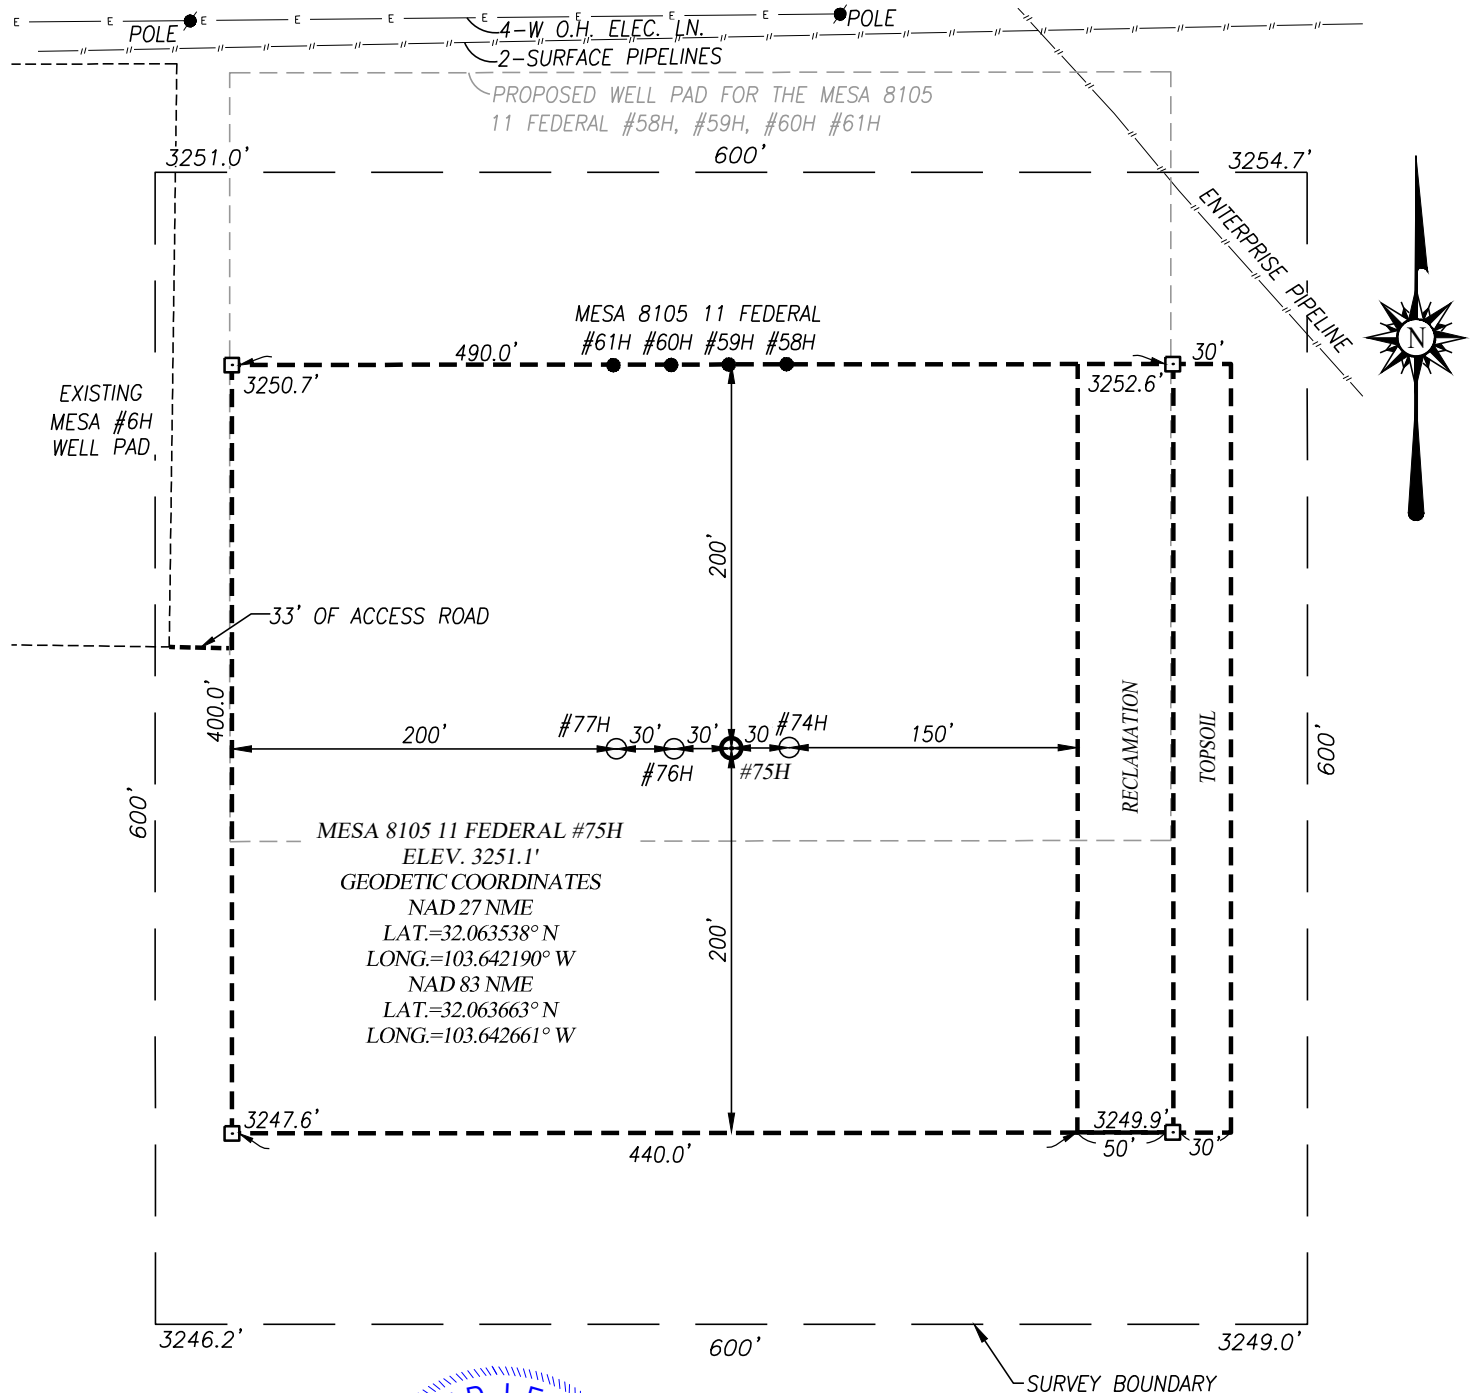 E E E E E E E E E
POLE
POLE
4-W O.H. ELEC. LN.
2-SURFACE PIPELINES
PROPOSED WELL PAD FOR THE MESA 8105
11 FEDERAL #58H, #59H, #60H #61H
3251.0'
600'
3254.7'
ENTERPRISE PIPELINE
N
MESA 8105 11 FEDERAL
#61H #60H #59H #58H
490.0'
30'
3250.7'
3252.6'
EXISTING
MESA #6H
WELL PAD
200'
33' OF ACCESS ROAD
400.0'
200'
#77H
30'
30'
30
#74H
150'
#76H
#75H
RECLAMATION
TOPSOIL
600'
600'
MESA 8105 11 FEDERAL #75H
ELEV. 3251.1'
GEODETIC COORDINATES
NAD 27 NME
LAT.=32.063538° N
LONG.=103.642190° W
NAD 83 NME
LAT.=32.063663° N
LONG.=103.642661° W
200'
3247.6'
3249.9'
440.0'
50'
30'
3246.2'
600'
3249.0'
SURVEY BOUNDARY